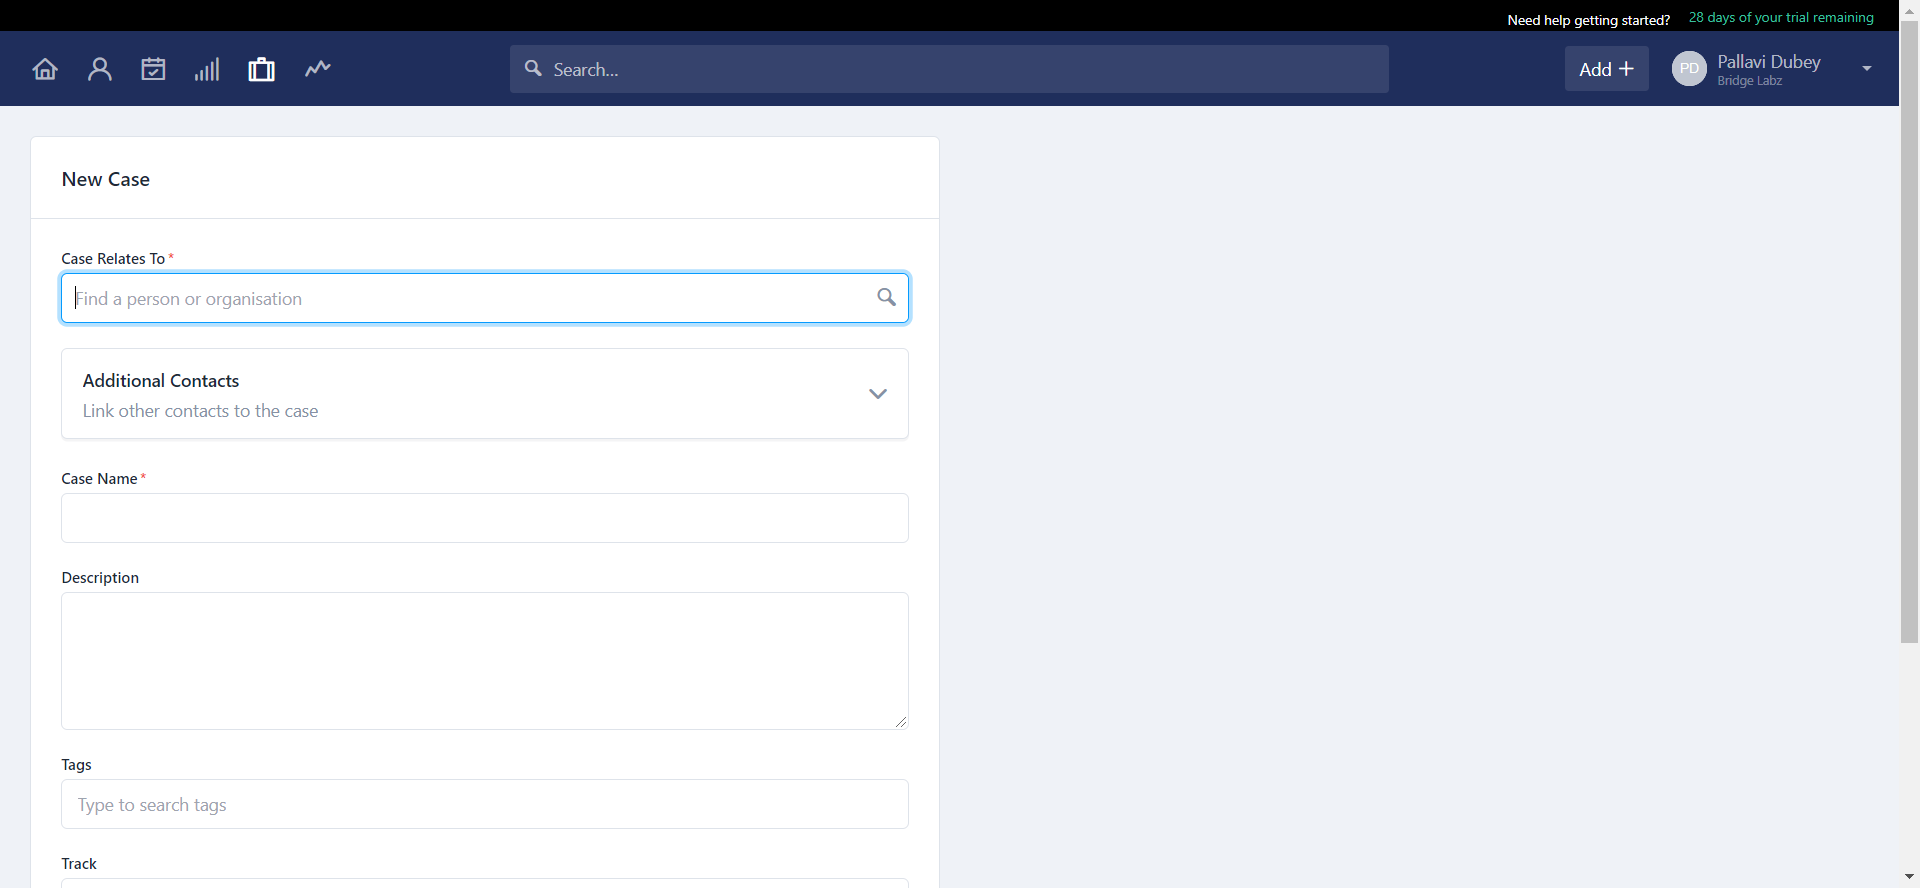 Need help getting started? 28 days of your trial remaining
Search...
Add +
PD
Pallavi Dubey
Bridge Labz
New Case
Case Relates To *
Find a person or organisation
Additional Contacts
Link other contacts to the case
Case Name *
Description
Tags
Type to search tags
Track